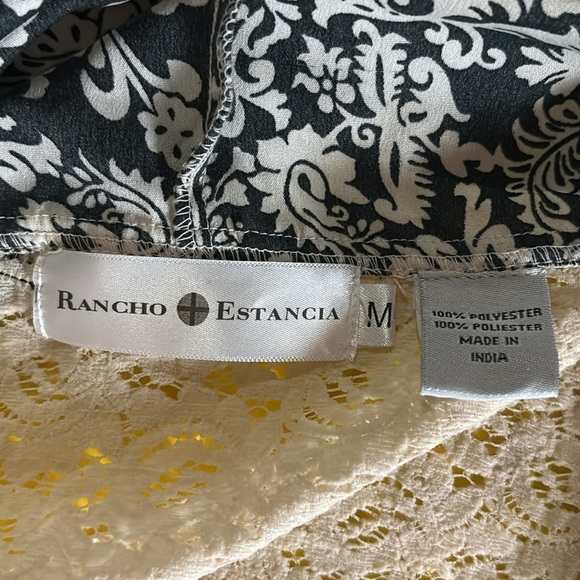 RANCHO ESTANCIA
M
100% POLYESTER
100% POLIESTER
MADE IN
INDIA